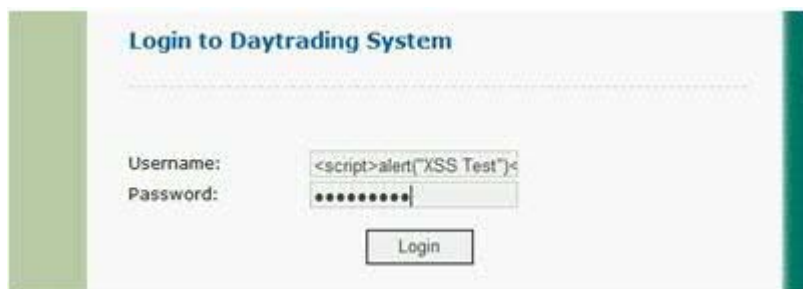 Login to Daytrading System
Username: <script>alert("XSS Test")<
Password: •••••••••
Login